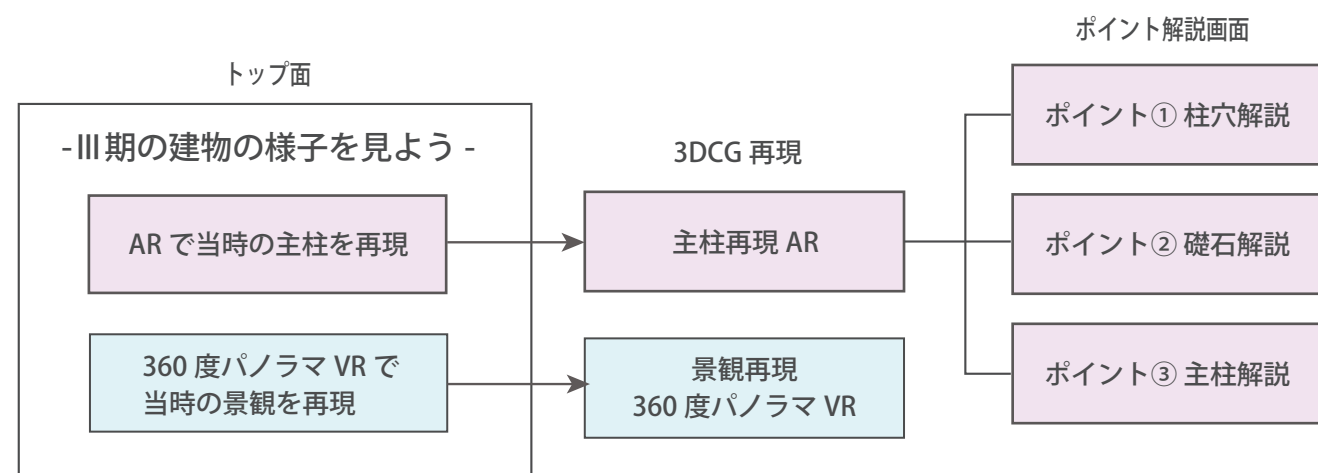 トップ面
-Ⅲ期の建物の様子を見よう -
AR で当時の主柱を再現
360 度パノラマ VR で
当時の景観を再現
3DCG 再現
主柱再現 AR
景観再現
360 度パノラマ VR
ポイント解説画面
ポイント① 柱穴解説
ポイント② 礎石解説
ポイント③ 主柱解説